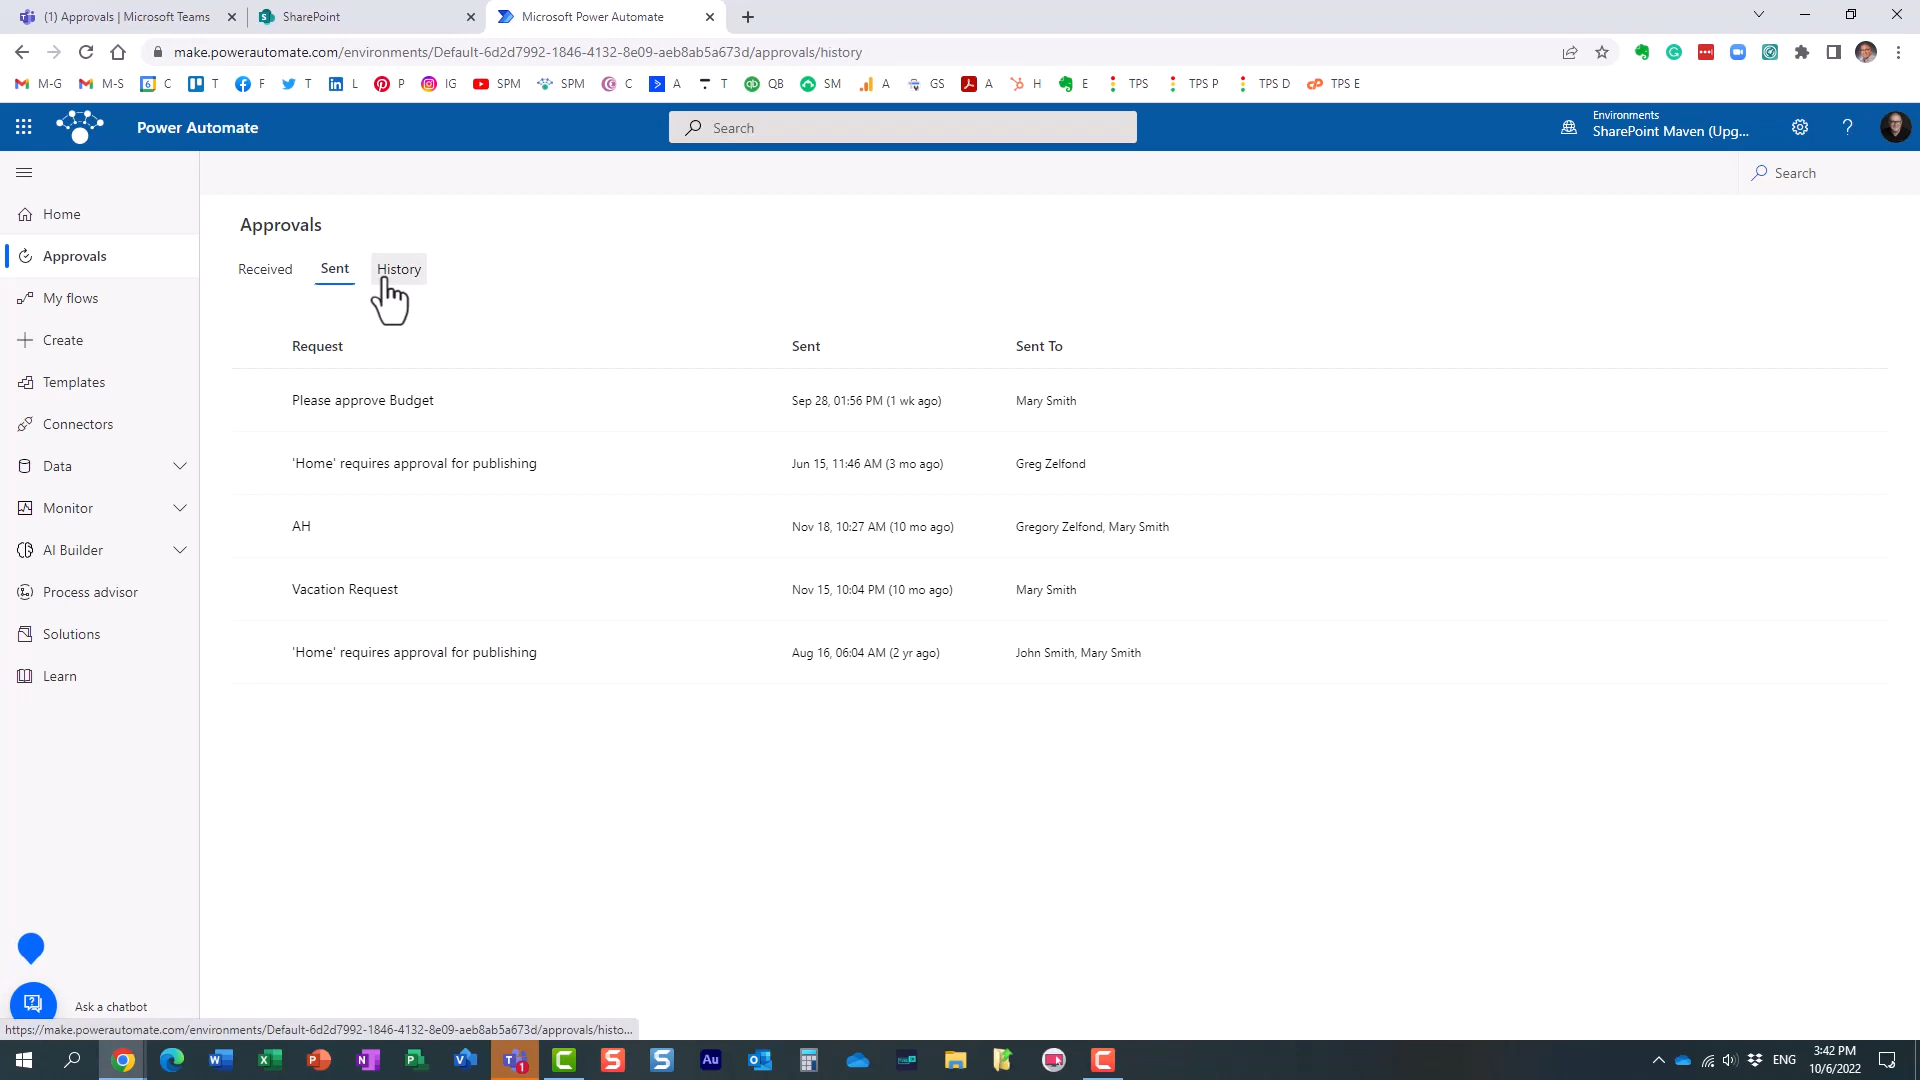 (1) Approvals | Microsoft Teams
SharePoint
Microsoft Power Automate
make.powerautomate.com/environments/Default-6d2d7992-1846-4132-8e09-aeb8ab5a673d/approvals/history
M-G M-S C T F T L P IG SPM SPM C A T QB SM A GS A H E TPS TPS P TPS D TPS E
Power Automate
Search
Environments
SharePoint Maven (Upg...
Search
Home
Approvals
My flows
Create
Templates
Connectors
Data
Monitor
AI Builder
Process advisor
Solutions
Learn
Ask a chatbot
Approvals
Received Sent History
Request Sent Sent To
Please approve Budget Sep 28, 01:56 PM (1 wk ago) Mary Smith
'Home' requires approval for publishing Jun 15, 11:46 AM (3 mo ago) Greg Zelfond
AH Nov 18, 10:27 AM (10 mo ago) Gregory Zelfond, Mary Smith
Vacation Request Nov 15, 10:04 PM (10 mo ago) Mary Smith
'Home' requires approval for publishing Aug 16, 06:04 AM (2 yr ago) John Smith, Mary Smith
https://make.powerautomate.com/environments/Default-6d2d7992-1846-4132-8e09-aeb8ab5a673d/approvals/histo...
ENG
3:42 PM
10/6/2022